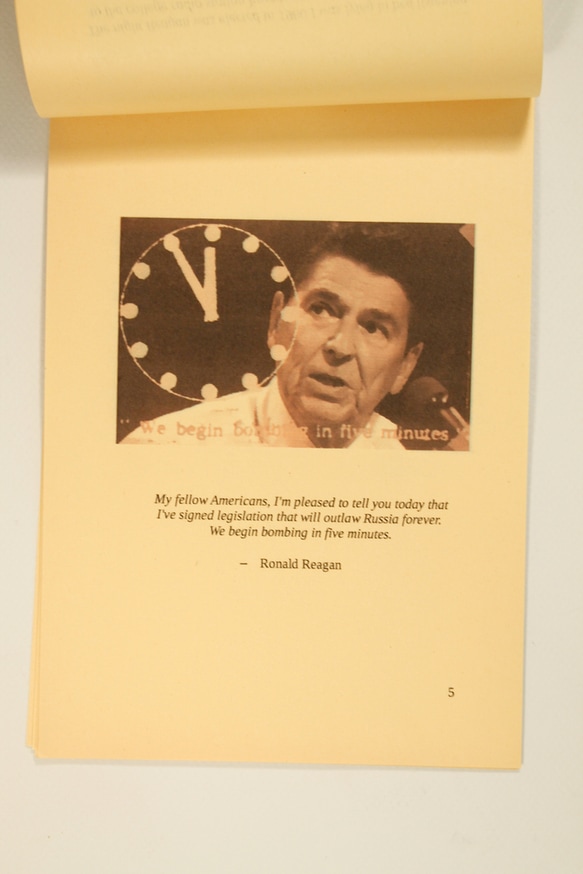 We begin bombing in five minutes
My fellow Americans, I'm pleased to tell you today that
I've signed legislation that will outlaw Russia forever.
We begin bombing in five minutes.
– Ronald Reagan
5